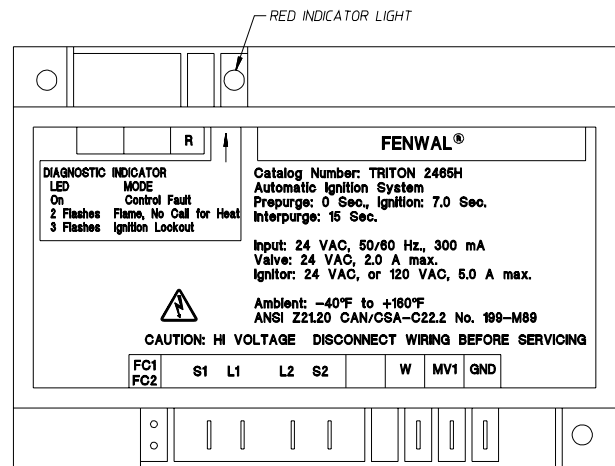 RED INDICATOR LIGHT
R
FENWAL®
DIAGNOSTIC INDICATOR
LED MODE
On Control Fault
2 Flashes Flame, No Call for Heat
3 Flashes Ignition Lockout
Catalog Number: TRITON 2465H
Automatic Ignition System
Prepurge: 0 Sec., Ignition: 7.0 Sec.
Interpurge: 15 Sec.
Input: 24 VAC, 50/60 Hz., 300 mA
Valve: 24 VAC, 2.0 A max.
Ignitor: 24 VAC, or 120 VAC, 5.0 A max.
Ambient: -40°F to +160°F
ANSI Z21.20 CAN/CSA-C22.2 No. 199-M89
CAUTION: HI VOLTAGE DISCONNECT WIRING BEFORE SERVICING
FC1 S1 L1 L2 S2 W MV1 GND
FC2